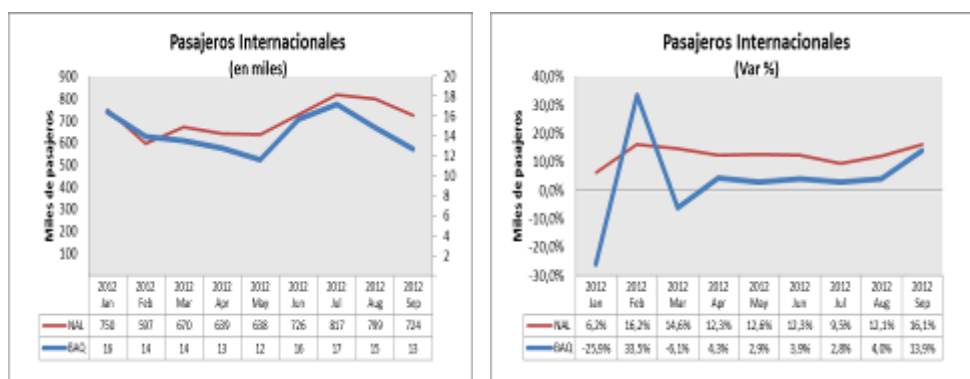 Pasajeros Internacionales
(en miles)
Miles de pasajeros
900
800
700
600
500
400
300
200
100
20
18
16
14
12
10
8
6
4
2
2012 2012 2012 2012 2012 2012 2012 2012 2012
Jan Feb Mar Apr May Jun Jul Aug Sep
NAL 750 597 670 639 638 726 817 799 724
BAQ 16 14 14 13 12 16 17 15 13
Pasajeros Internacionales
(Var %)
Miles de pasajeros
40,0%
30,0%
20,0%
10,0%
0,0%
-10,0%
-20,0%
-30,0%
2012 2012 2012 2012 2012 2012 2012 2012 2012
Jan Feb Mar Apr May Jun Jul Aug Sep
NAL 6,2% 16,2% 14,6% 12,3% 12,6% 12,3% 9,5% 12,1% 16,1%
BAQ -25,9% 33,5% -6,1% 4,3% 2,9% 3,9% 2,8% 4,0% 13,9%